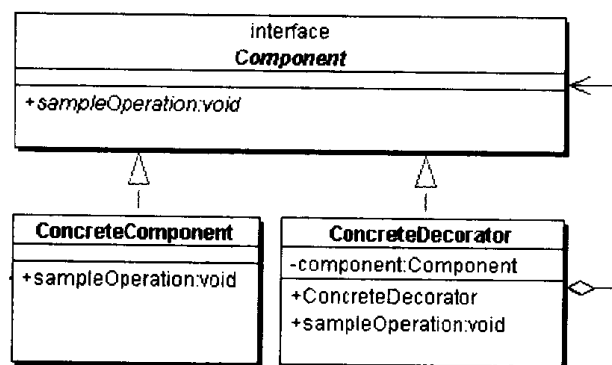 interface
Component
+sampleOperation:void
ConcreteComponent
+sampleOperation:void
ConcreteDecorator
-component:Component
+ConcreteDecorator
+sampleOperation:void